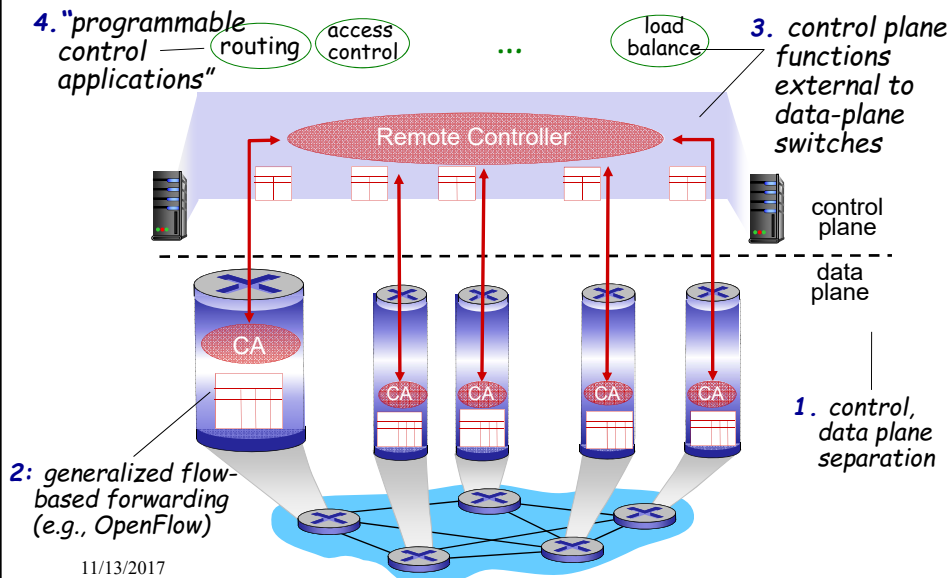 4. "programmable
control
applications"
routing
access
control
...
load
balance
3. control plane
functions
external to
data-plane
switches
Remote Controller
control
plane
data
plane
CA
CA
CA
CA
CA
1. control,
data plane
separation
2: generalized flow-
based forwarding
(e.g., OpenFlow)
11/13/2017